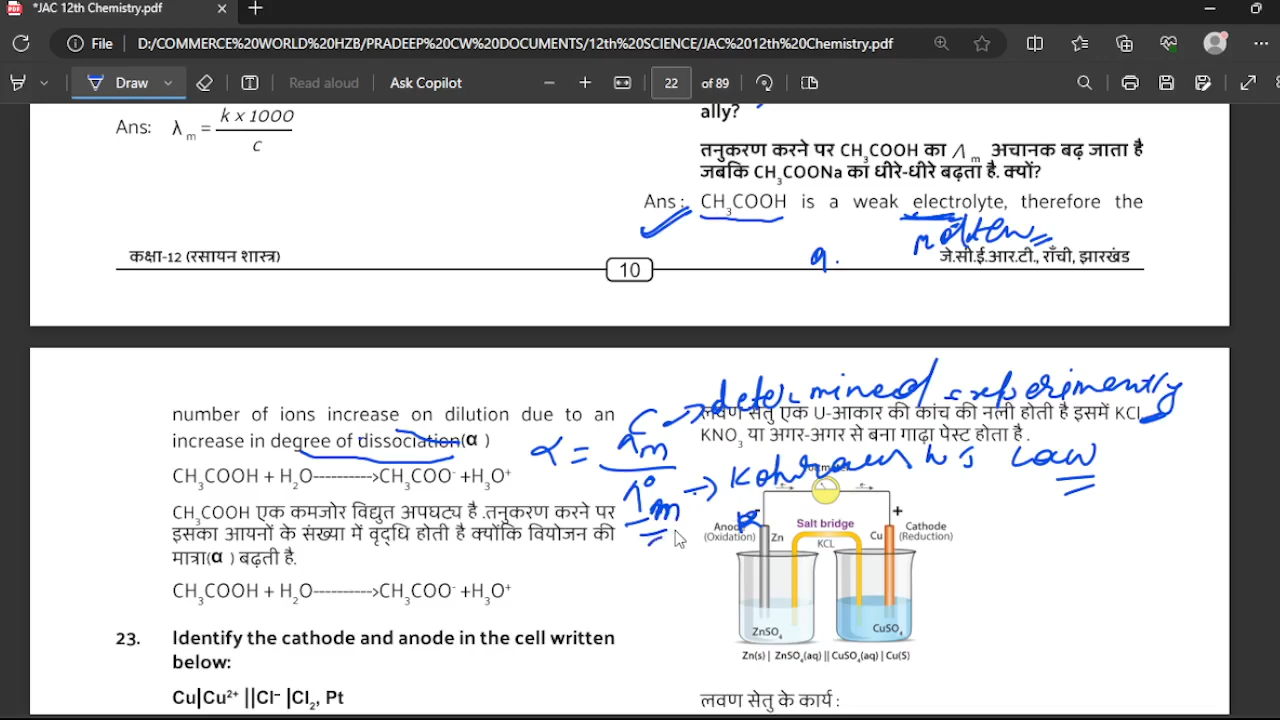 *JAC 12th Chemistry.pdf
File D:/COMMERCE%20WORLD%20HZB/PRADEEP%20CW%20DOCUMENTS/12th%20SCIENCE/JAC%2012th%20Chemistry.pdf
Draw Read aloud Ask Copilot 22 of 89
Ans: λm = k x 1000
c
ally?
तनुकरण करने पर CH3COOH का Λm अचानक बढ़ जाता है
जबकि CH3COONa का धीरे-धीरे बढ़ता है. क्यों?
Ans: CH3COOH is a weak electrolyte, therefore the
molten
कक्षा-12 (रसायन शास्त्र)
10
जे.सी.ई.आर.टी., राँची, झारखंड
number of ions increase on dilution due to an
increase in degree of dissociation(α )
CH3COOH + H2O---------->CH3COO- +H3O+
CH3COOH एक कमजोर विद्युत अपघट्य है .तनुकरण करने पर
इसका आयनों के संख्या में वृद्धि होती है क्योंकि वियोजन की
मात्रा(α ) बढ़ती है.
CH3COOH + H2O---------->CH3COO- +H3O+
23. Identify the cathode and anode in the cell written
below:
Cu|Cu2+ ||Cl– |Cl2, Pt
determined experimently
लवण सेतु एक U-आकार की कांच की नली होती है इसमें KCl
KNO3 या अगर-अगर से बना गाढ़ा पेस्ट होता है .
α = Λcm
Λ0m
Kohlraush's Law
Anode
(Oxidation)
Zn
Salt bridge
KCL
Cu
+
Cathode
(Reduction)
ZnSO4
CuSO4
Zn(s) | ZnSO4(aq) || CuSO4(aq) | Cu(S)
लवण सेतु के कार्य :